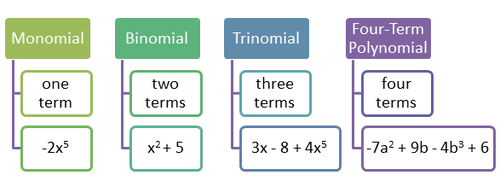 Monomial
one
term
-2x⁵
Binomial
two
terms
x² + 5
Trinomial
three
terms
3x - 8 + 4x⁵
Four-Term
Polynomial
four
terms
-7a² + 9b - 4b³ + 6